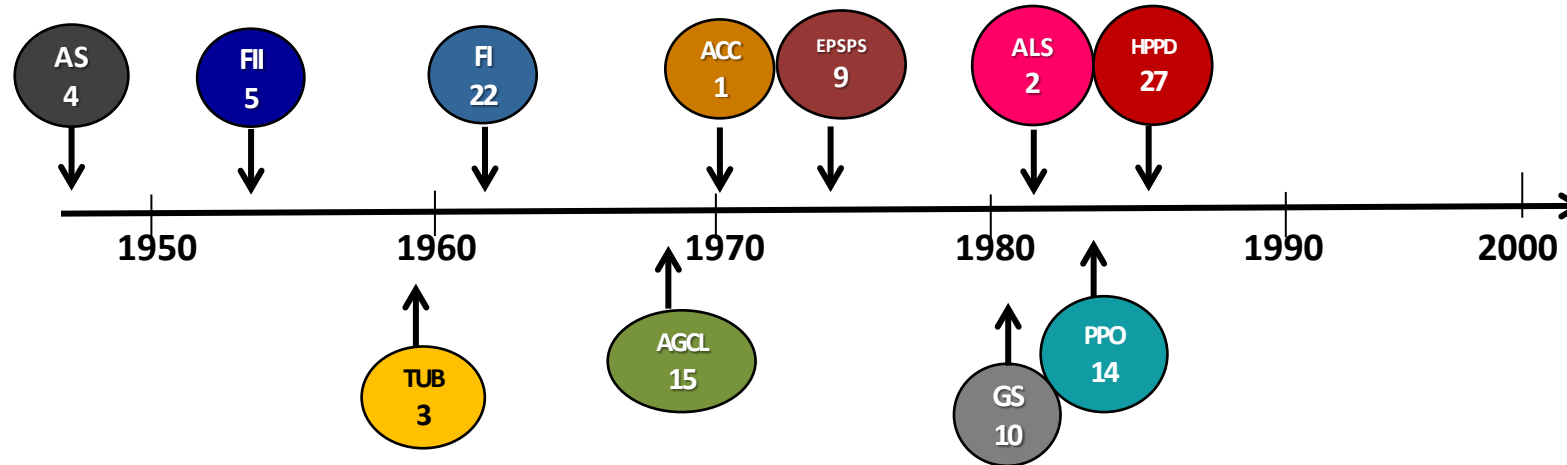 AS
4
FII
5
FI
22
ACC
1
EPSPS
9
ALS
2
HPPD
27
1950
1960
1970
1980
1990
2000
TUB
3
AGCL
15
GS
10
PPO
14